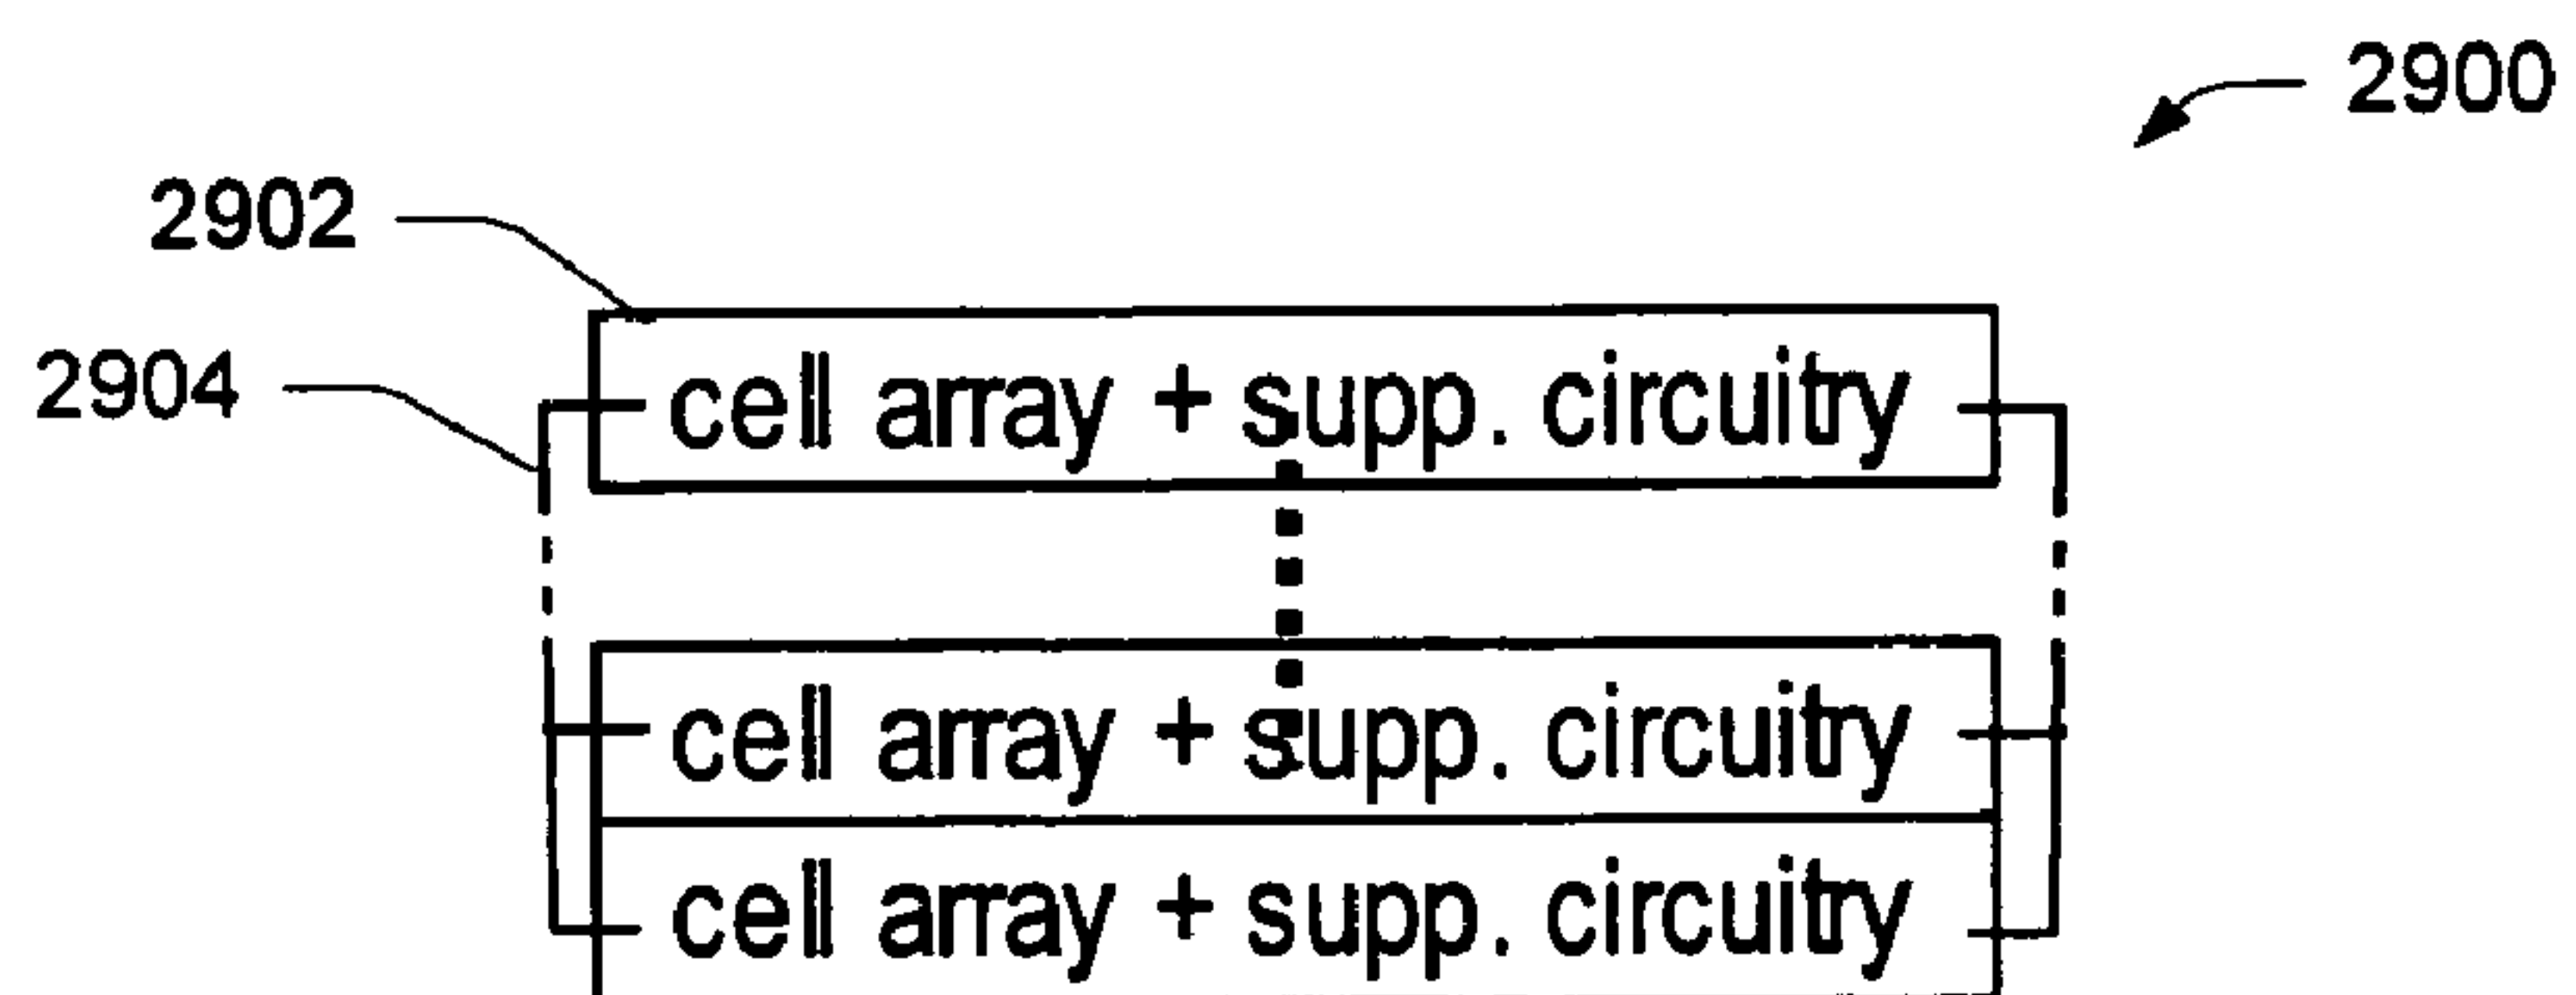 2900
2902
2904
cell array + supp. circuitry
cell array + supp. circuitry
cell array + supp. circuitry